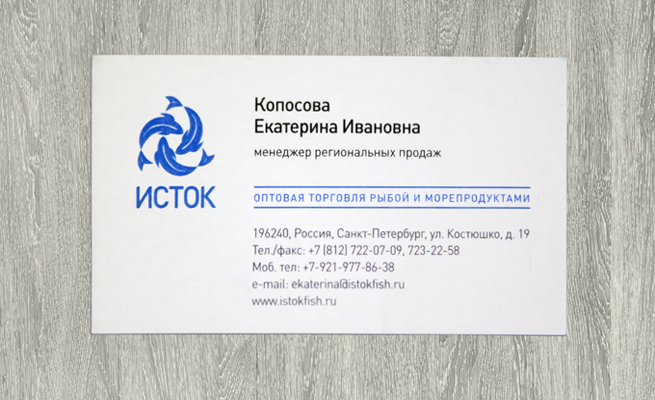 ИСТОК
Копосова
Екатерина Ивановна
менеджер региональных продаж
ОПТОВАЯ ТОРГОВЛЯ РЫБОЙ И МОРЕПРОДУКТАМИ
196240, Россия, Санкт-Петербург, ул. Костюшко, д. 19
Тел./факс: +7 (812) 722-07-09, 723-22-58
Моб. тел: +7-921-977-86-38
e-mail: ekaterina@istokfish.ru
www.istokfish.ru